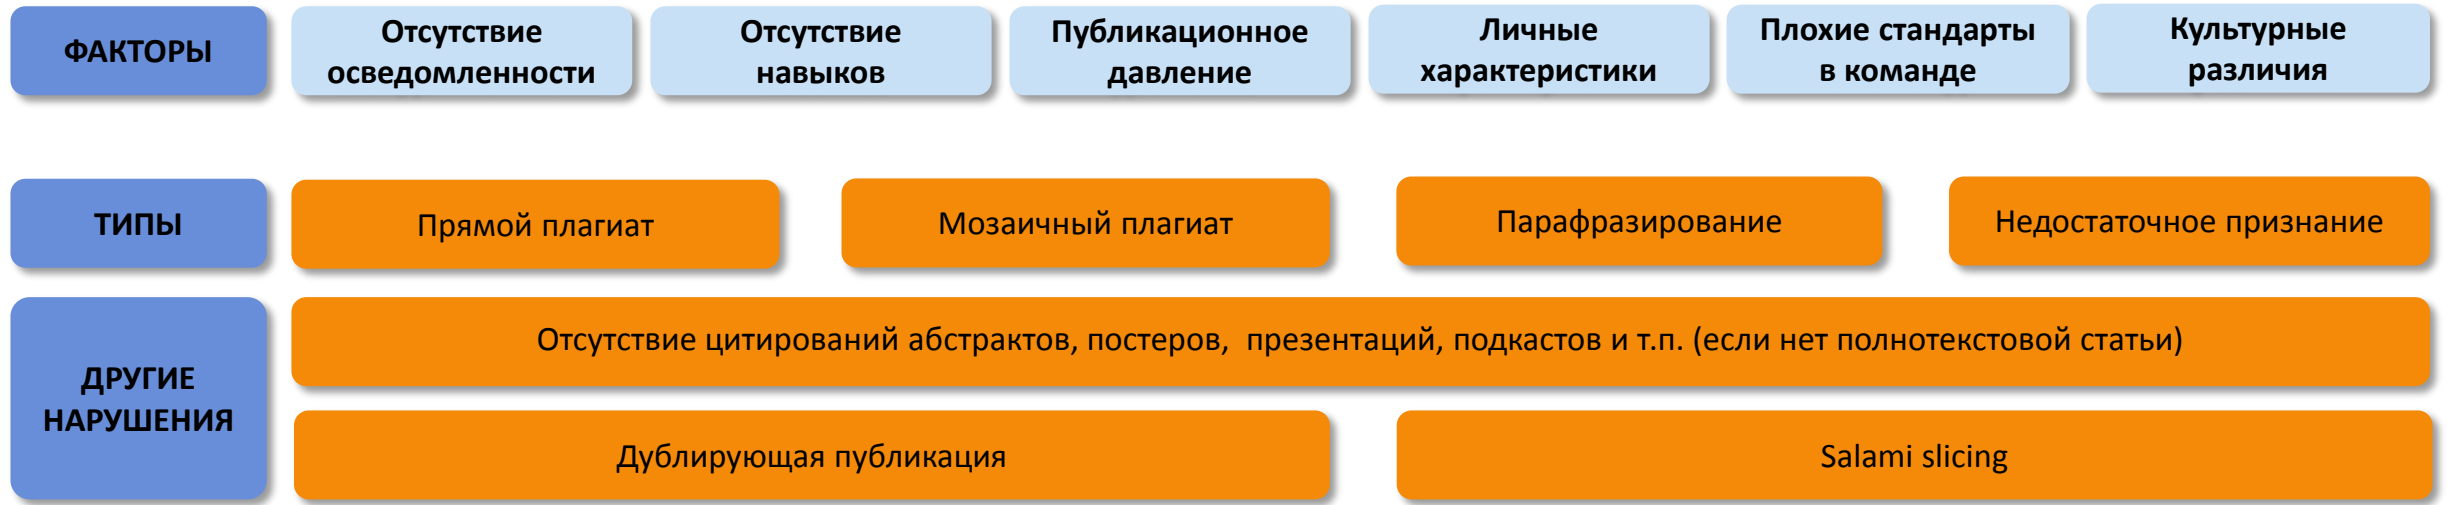 ФАКТОРЫ
Отсутствие
осведомленности
Отсутствие
навыков
Публикационное
давление
Личные
характеристики
Плохие стандарты
в команде
Культурные
различия
ТИПЫ
Прямой плагиат
Мозаичный плагиат
Парафразирование
Недостаточное признание
ДРУГИЕ
НАРУШЕНИЯ
Отсутствие цитирований абстрактов, постеров,  презентаций, подкастов и т.п. (если нет полнотекстовой статьи)
Дублирующая публикация
Salami slicing